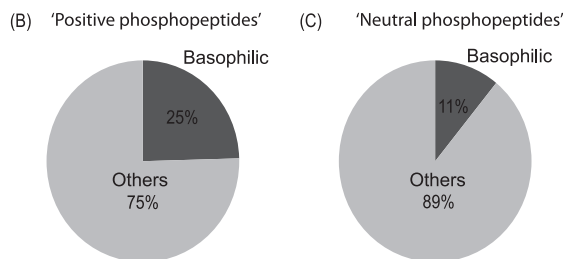 (B) 'Positive phosphopeptides'
Basophilic
25%
Others
75%
(C) 'Neutral phosphopeptides'
Basophilic
11%
Others
89%